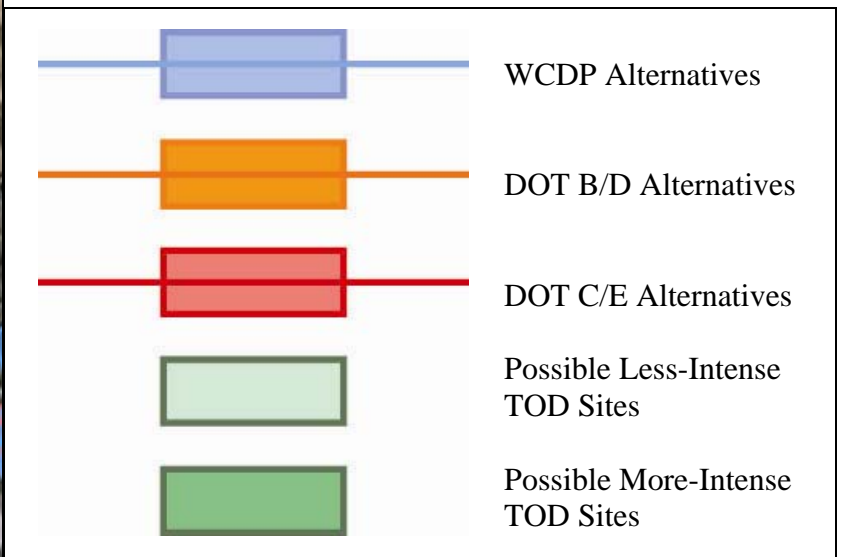 WCDP Alternatives
DOT B/D Alternatives
DOT C/E Alternatives
Possible Less-Intense
TOD Sites
Possible More-Intense
TOD Sites